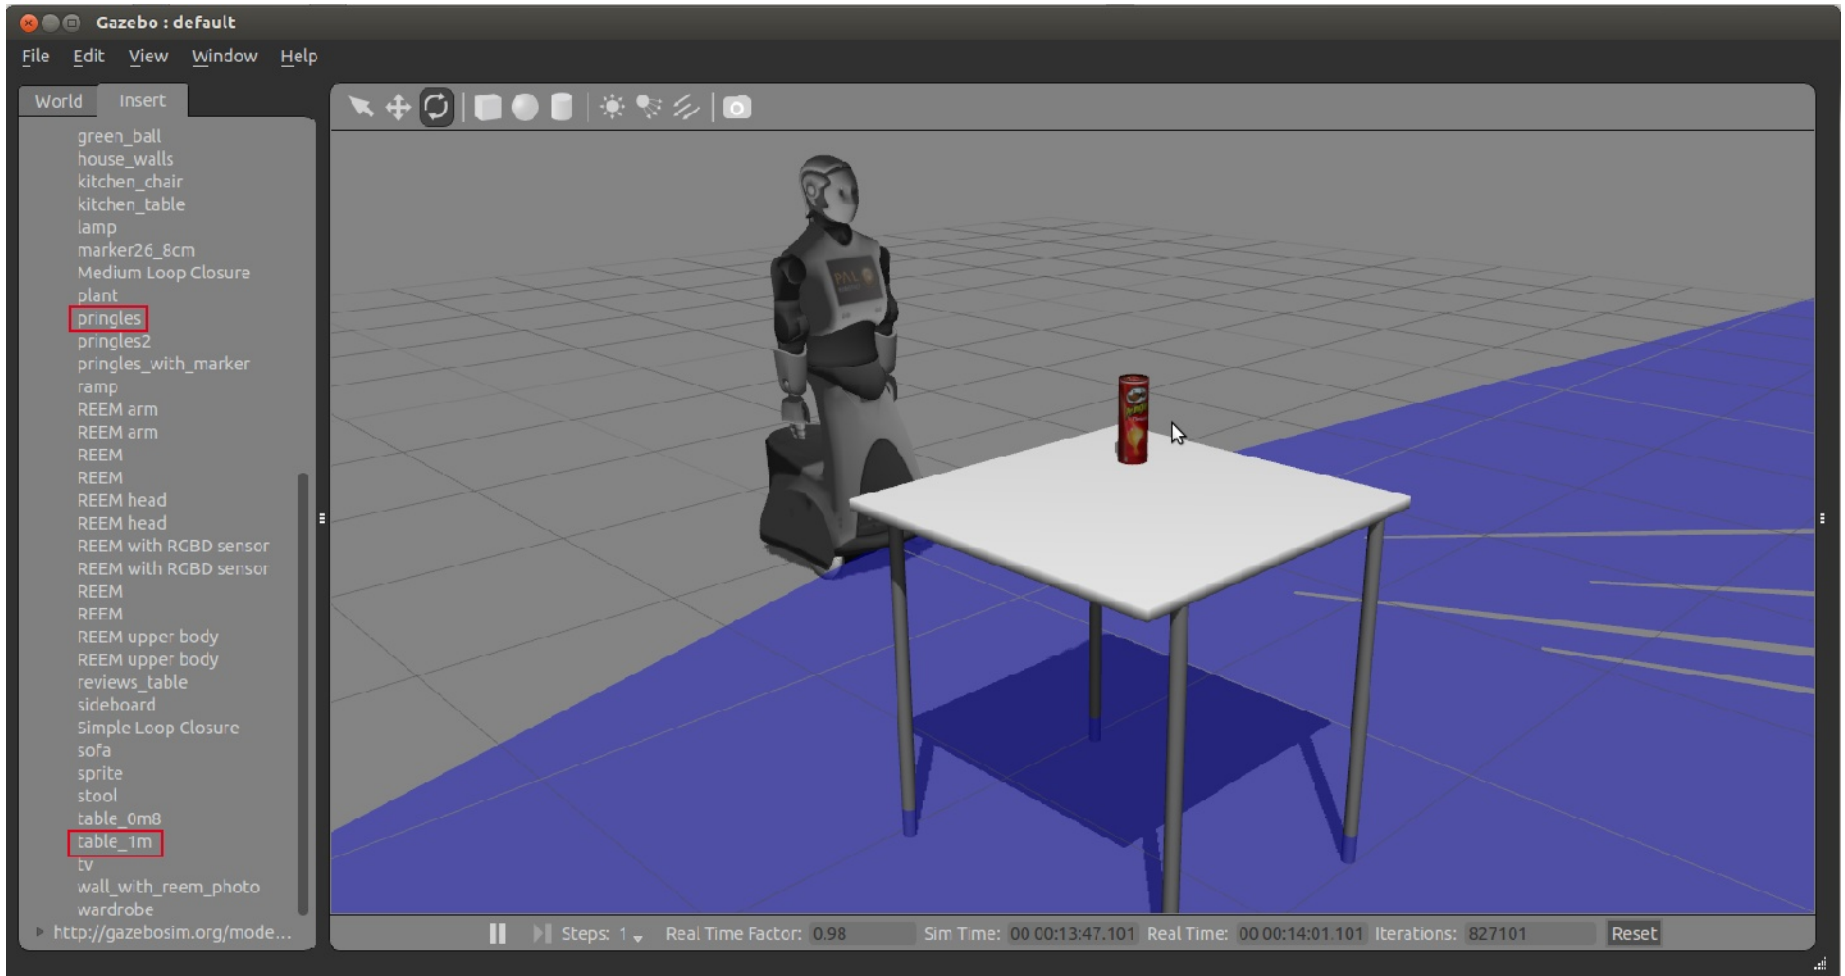 Gazebo : default
File Edit View Window Help
World Insert
green_ball
house_walls
kitchen_chair
kitchen_table
lamp
marker26_8cm
Medium Loop Closure
plant
pringles
pringles2
pringles_with_marker
ramp
REEM arm
REEM arm
REEM
REEM
REEM head
REEM head
REEM with RGBD sensor
REEM with RGBD sensor
REEM
REEM
REEM upper body
REEM upper body
reviews_table
sideboard
Simple Loop Closure
sofa
sprite
stool
table_0m8
table_1m
tv
wall_with_reem_photo
wardrobe
http://gazebosim.org/mode...
PAL
Steps: 1 Real Time Factor: 0.98 Sim Time: 00 00:13:47.101 Real Time: 00 00:14:01.101 Iterations: 827101 Reset